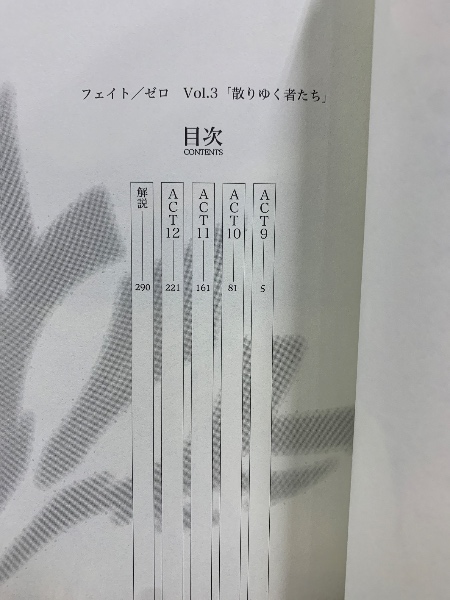 フェイト／ゼロ Vol.3「散りゆく者たち」
目次
CONTENTS
ACT9 5
ACT10 81
ACT11 161
ACT12 221
解説 290